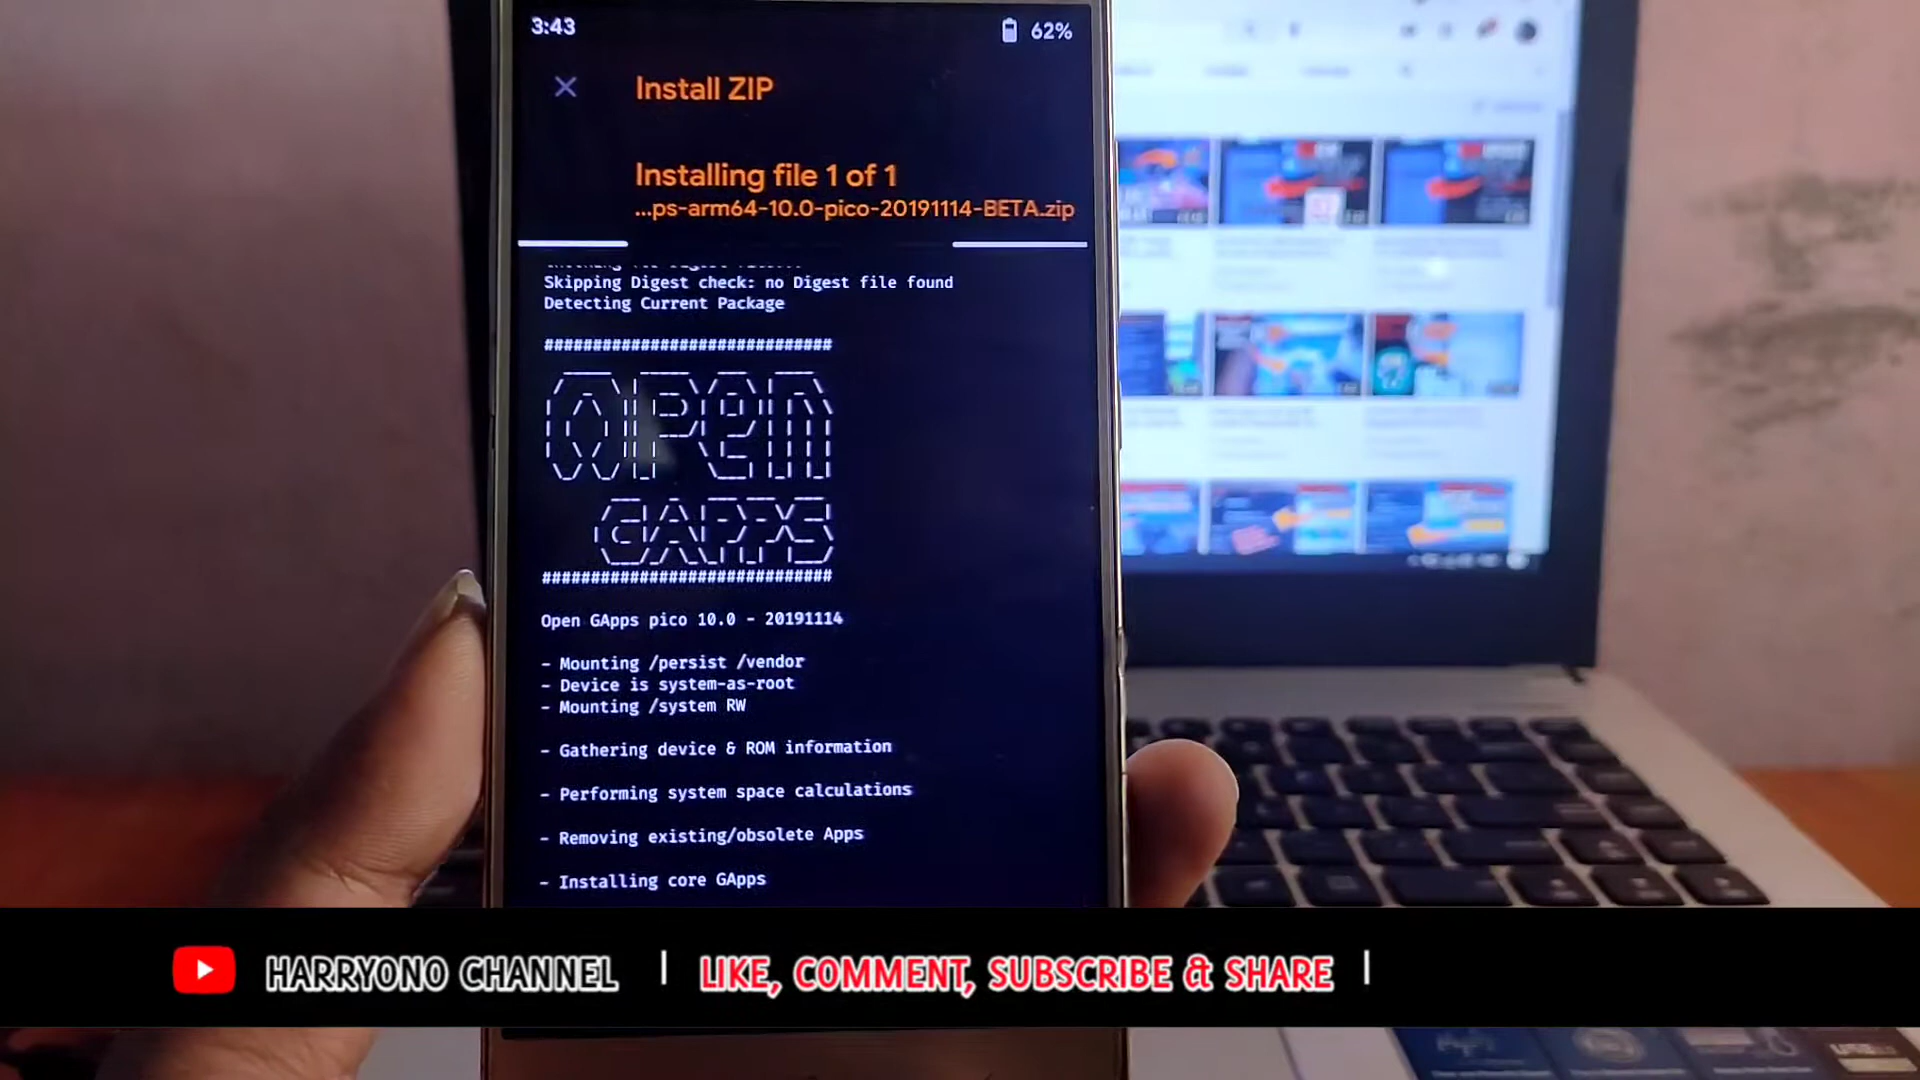 3:43
62%
Install ZIP
Installing file 1 of 1
...ps-arm64-10.0-pico-20191114-BETA.zip
Skipping Digest check: no Digest file found
Detecting Current Package
##############################
OPEN
GAPPS
##############################
Open GApps pico 10.0 - 20191114
- Mounting /persist /vendor
- Device is system-as-root
- Mounting /system RW
- Gathering device & ROM information
- Performing system space calculations
- Removing existing/obsolete Apps
- Installing core GApps
HARRYONO CHANNEL | LIKE, COMMENT, SUBSCRIBE & SHARE |